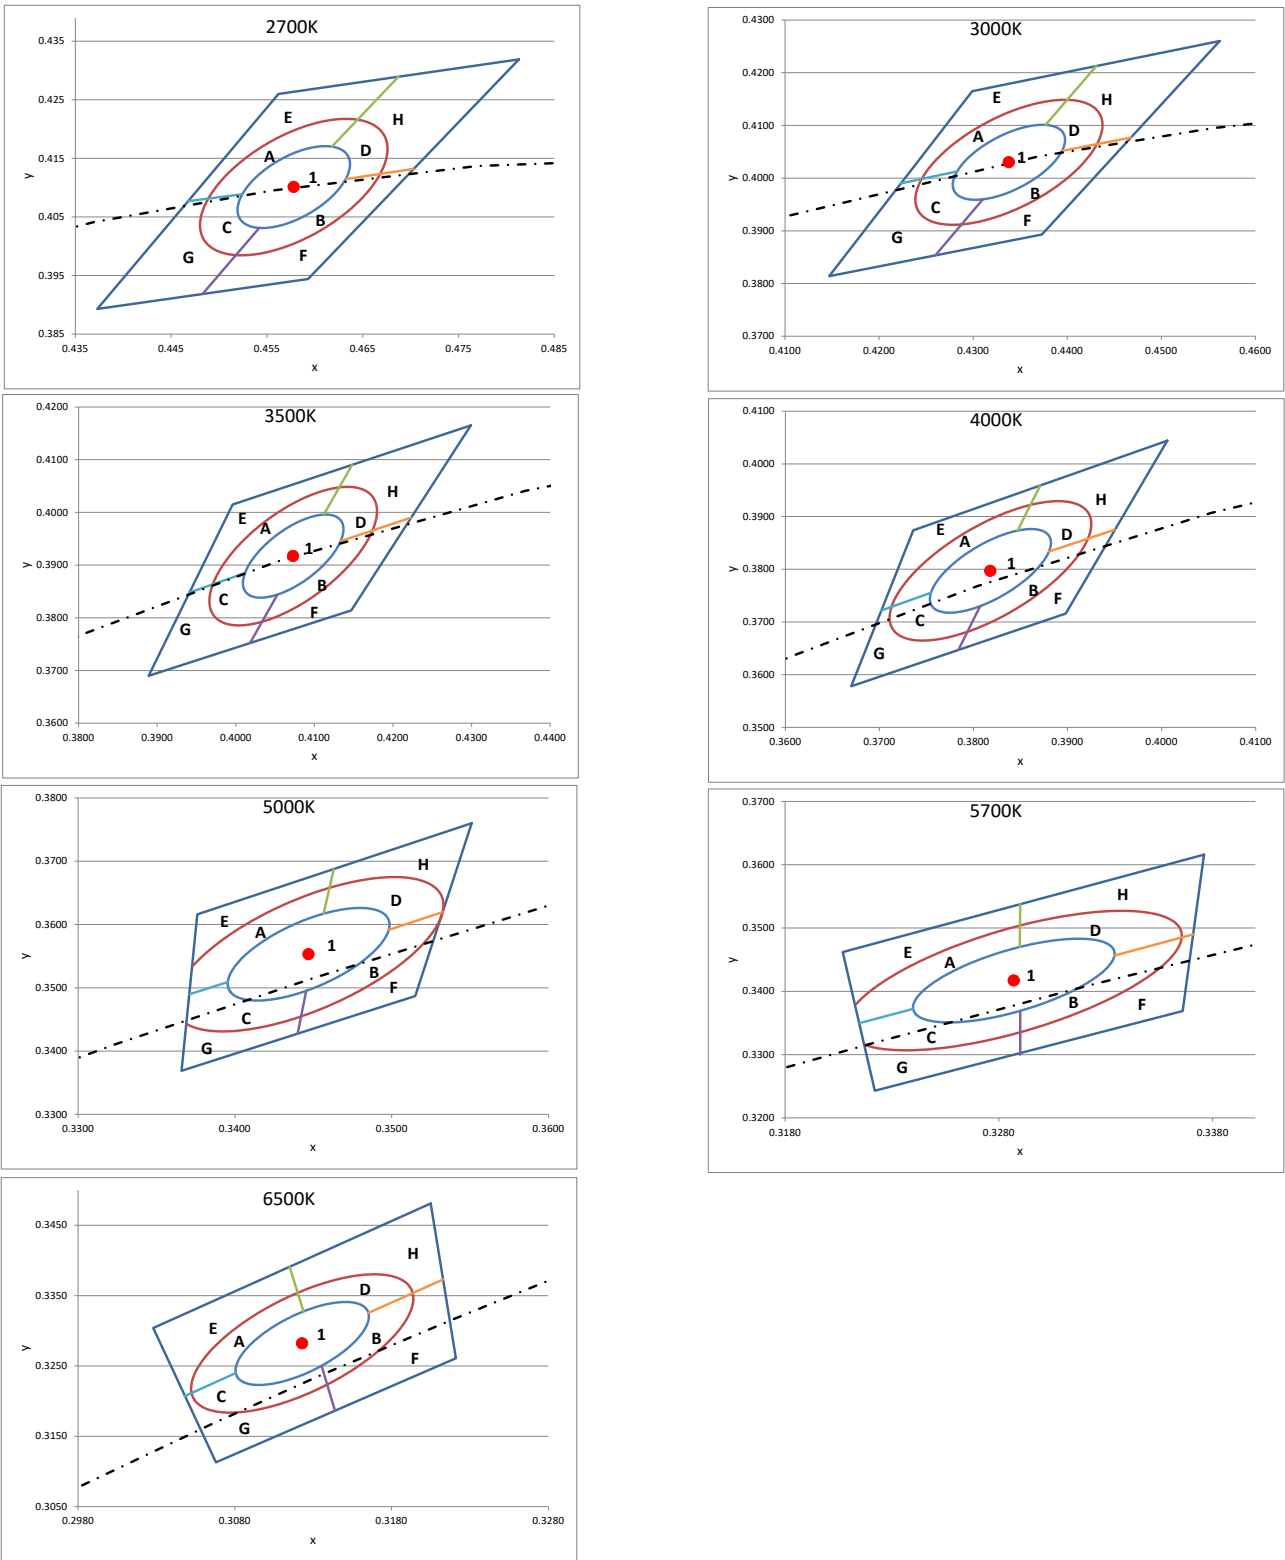 2700K
0.435
0.425
0.415
0.405
0.395
0.385
0.435 0.445 0.455 0.465 0.475 0.485
y
x
E
H
A
D
1
B
C
G
F
3000K
0.4300
0.4200
0.4100
0.4000
0.3900
0.3800
0.3700
0.4100 0.4200 0.4300 0.4400 0.4500 0.4600
y
x
E
H
A
D
1
B
C
F
G
3500K
0.4200
0.4100
0.4000
0.3900
0.3800
0.3700
0.3600
0.3800 0.3900 0.4000 0.4100 0.4200 0.4300 0.4400
y
x
H
E
A
D
1
B
C
F
G
4000K
0.4100
0.4000
0.3900
0.3800
0.3700
0.3600
0.3500
0.3600 0.3700 0.3800 0.3900 0.4000 0.4100
y
x
H
E
A
D
1
B
F
C
G
5000K
0.3800
0.3700
0.3600
0.3500
0.3400
0.3300
0.3300 0.3400 0.3500 0.3600
y
x
H
D
E
A
1
B
F
C
G
5700K
0.3700
0.3600
0.3500
0.3400
0.3300
0.3200
0.3180 0.3280 0.3380
y
x
H
D
E
A
1
B
F
C
G
6500K
0.3450
0.3350
0.3250
0.3150
0.3050
0.2980 0.3080 0.3180 0.3280
y
x
H
D
E
A
1
B
F
C
G